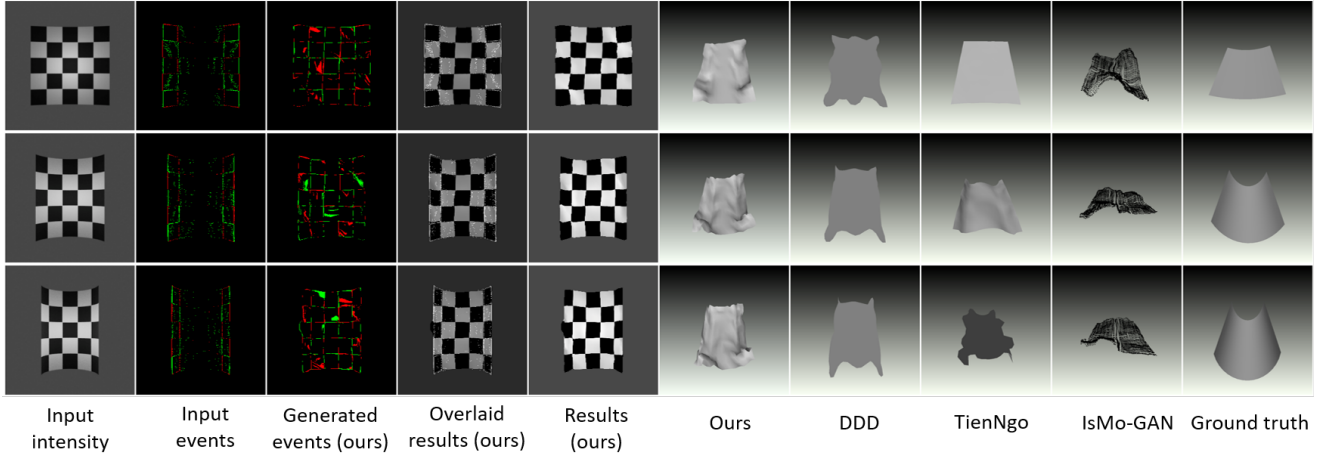 Input
intensity
Input
events
Generated
events (ours)
Overlaid
results (ours)
Results
(ours)
Ours
DDD
TienNgo
IsMo-GAN
Ground truth